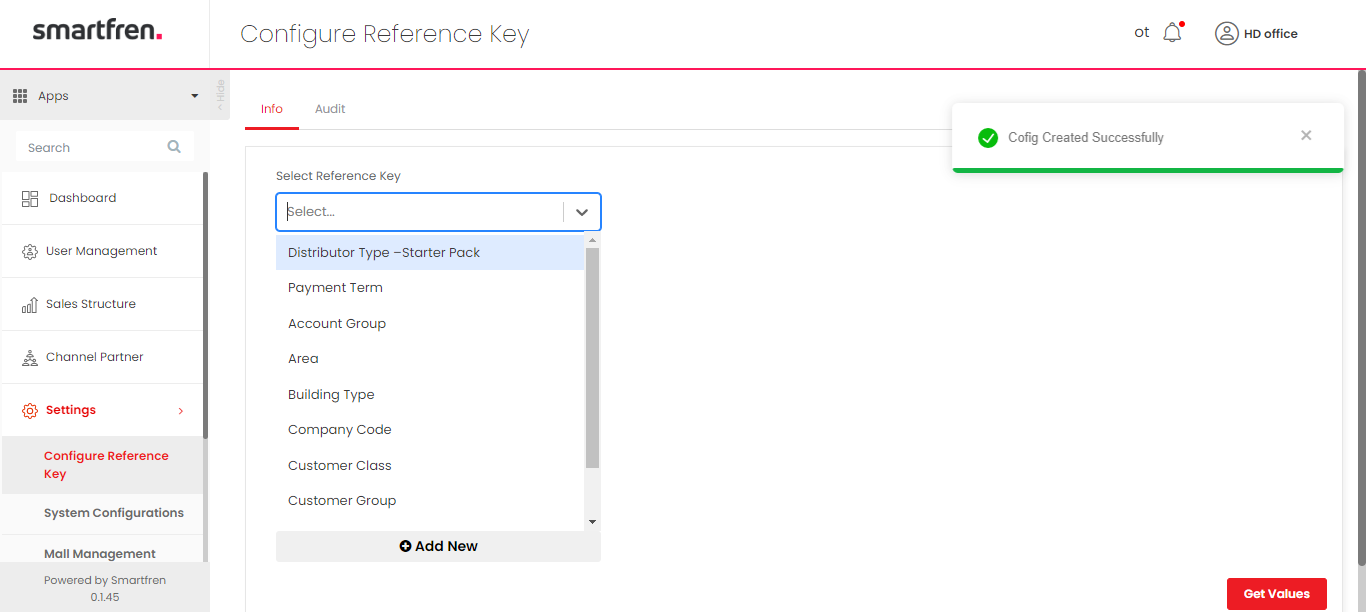 smartfren.
Configure Reference Key
ot
HD office
Apps
< Hide
Search
Dashboard
User Management
Sales Structure
Channel Partner
Settings
Configure Reference
Key
System Configurations
Mall Management
Powered by Smartfren
0.1.45
Info
Audit
Cofig Created Successfully
Select Reference Key
Select...
Distributor Type –Starter Pack
Payment Term
Account Group
Area
Building Type
Company Code
Customer Class
Customer Group
Add New
Get Values